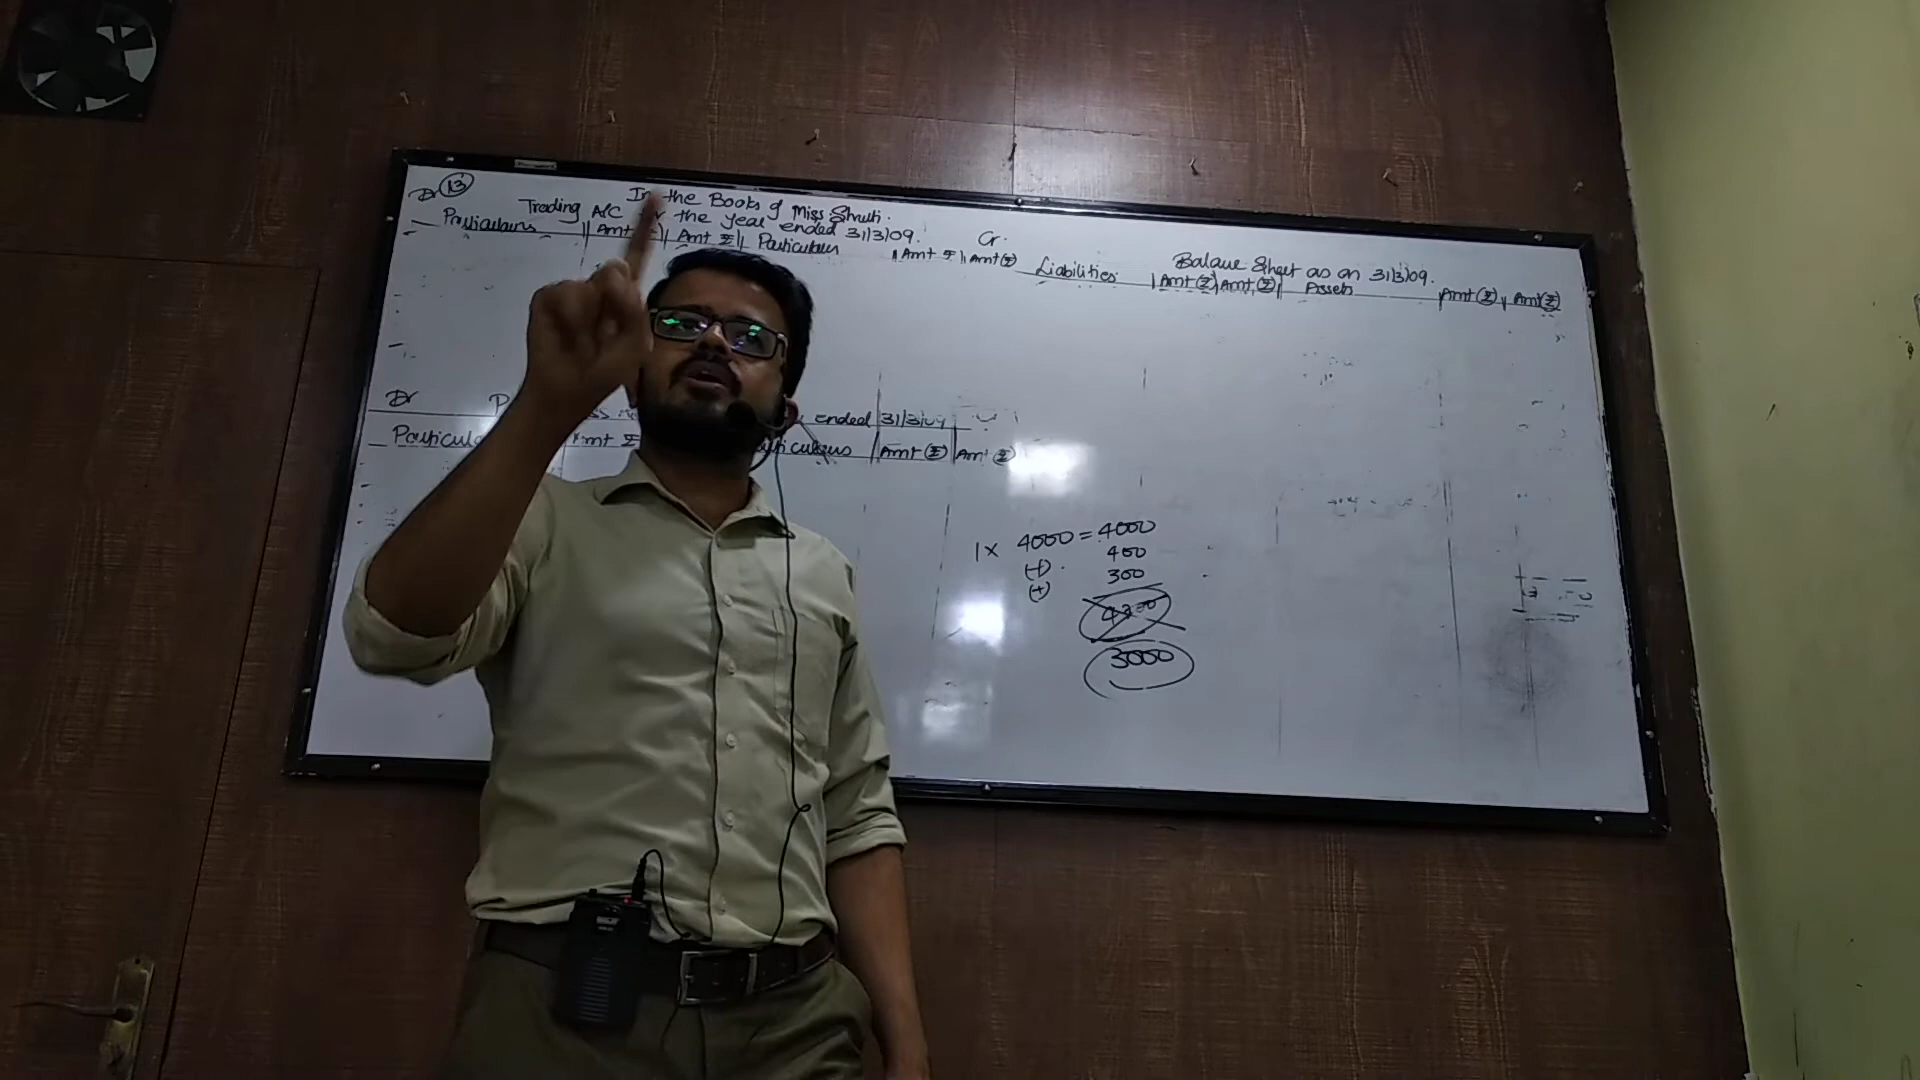 Dr (13) In the Books of Miss Shruti.
Trading A/C for the year ended 31/3/09. Cr.
Particulars Amt ₹ Amt ₹ Particulars Amt ₹ Amt(₹)
Balance Sheet as on 31/3/09.
Liabilities Amt(₹) Amt(₹) Assets Amt(₹) Amt(₹)
Dr ended 31/3/09
Amt ₹ Amt(₹) Amt(₹)
1 x 4000 = 4000
(+) 400
(+) 300
3000